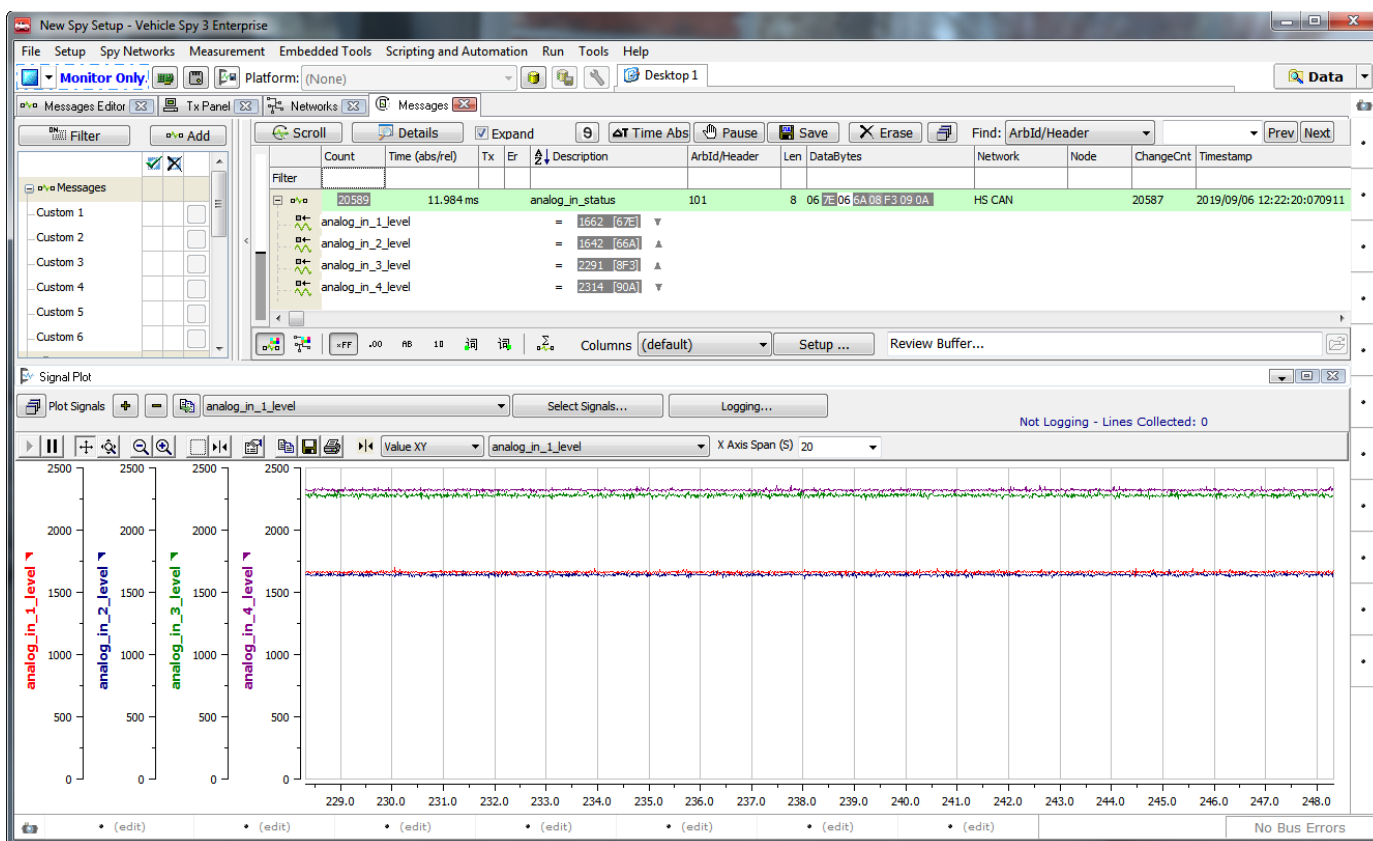 New Spy Setup - Vehicle Spy 3 Enterprise
File Setup Spy Networks Measurement Embedded Tools Scripting and Automation Run Tools Help
Monitor Only. Platform: (None) Desktop 1 Data
Messages Editor Tx Panel Networks Messages
Filter Add Scroll Details Expand 9 ΔT Time Abs Pause Save Erase Find: ArbId/Header Prev Next
Count Time (abs/rel) Tx Er Description ArbId/Header Len DataBytes Network Node ChangeCnt Timestamp
Filter
Messages
Custom 1
Custom 2
Custom 3
Custom 4
Custom 5
Custom 6
20589 11.984 ms analog_in_status 101 8 06 7E 06 6A 08 F3 09 0A HS CAN 20587 2019/09/06 12:22:20:070911
analog_in_1_level = 1662 [67E]
analog_in_2_level = 1642 [66A]
analog_in_3_level = 2291 [8F3]
analog_in_4_level = 2314 [90A]
×FF .00 AB 10 词 词 Σ Columns (default) Setup ... Review Buffer...
Signal Plot
Plot Signals analog_in_1_level Select Signals... Logging...
Not Logging - Lines Collected: 0
Value XY analog_in_1_level X Axis Span (S) 20
2500 2500 2500 2500
2000 2000 2000 2000
1500 1500 1500 1500
1000 1000 1000 1000
500 500 500 500
0 0 0 0
analog_in_1_level
analog_in_2_level
analog_in_3_level
analog_in_4_level
229.0 230.0 231.0 232.0 233.0 234.0 235.0 236.0 237.0 238.0 239.0 240.0 241.0 242.0 243.0 244.0 245.0 246.0 247.0 248.0
(edit) (edit) (edit) (edit) (edit) (edit) (edit) No Bus Errors